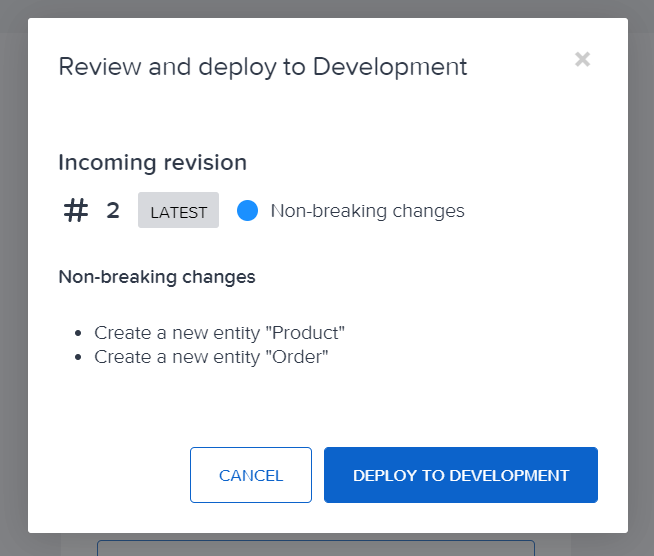 Review and deploy to Development
×
Incoming revision
# 2 LATEST Non-breaking changes
Non-breaking changes
• Create a new entity "Product"
• Create a new entity "Order"
CANCEL DEPLOY TO DEVELOPMENT